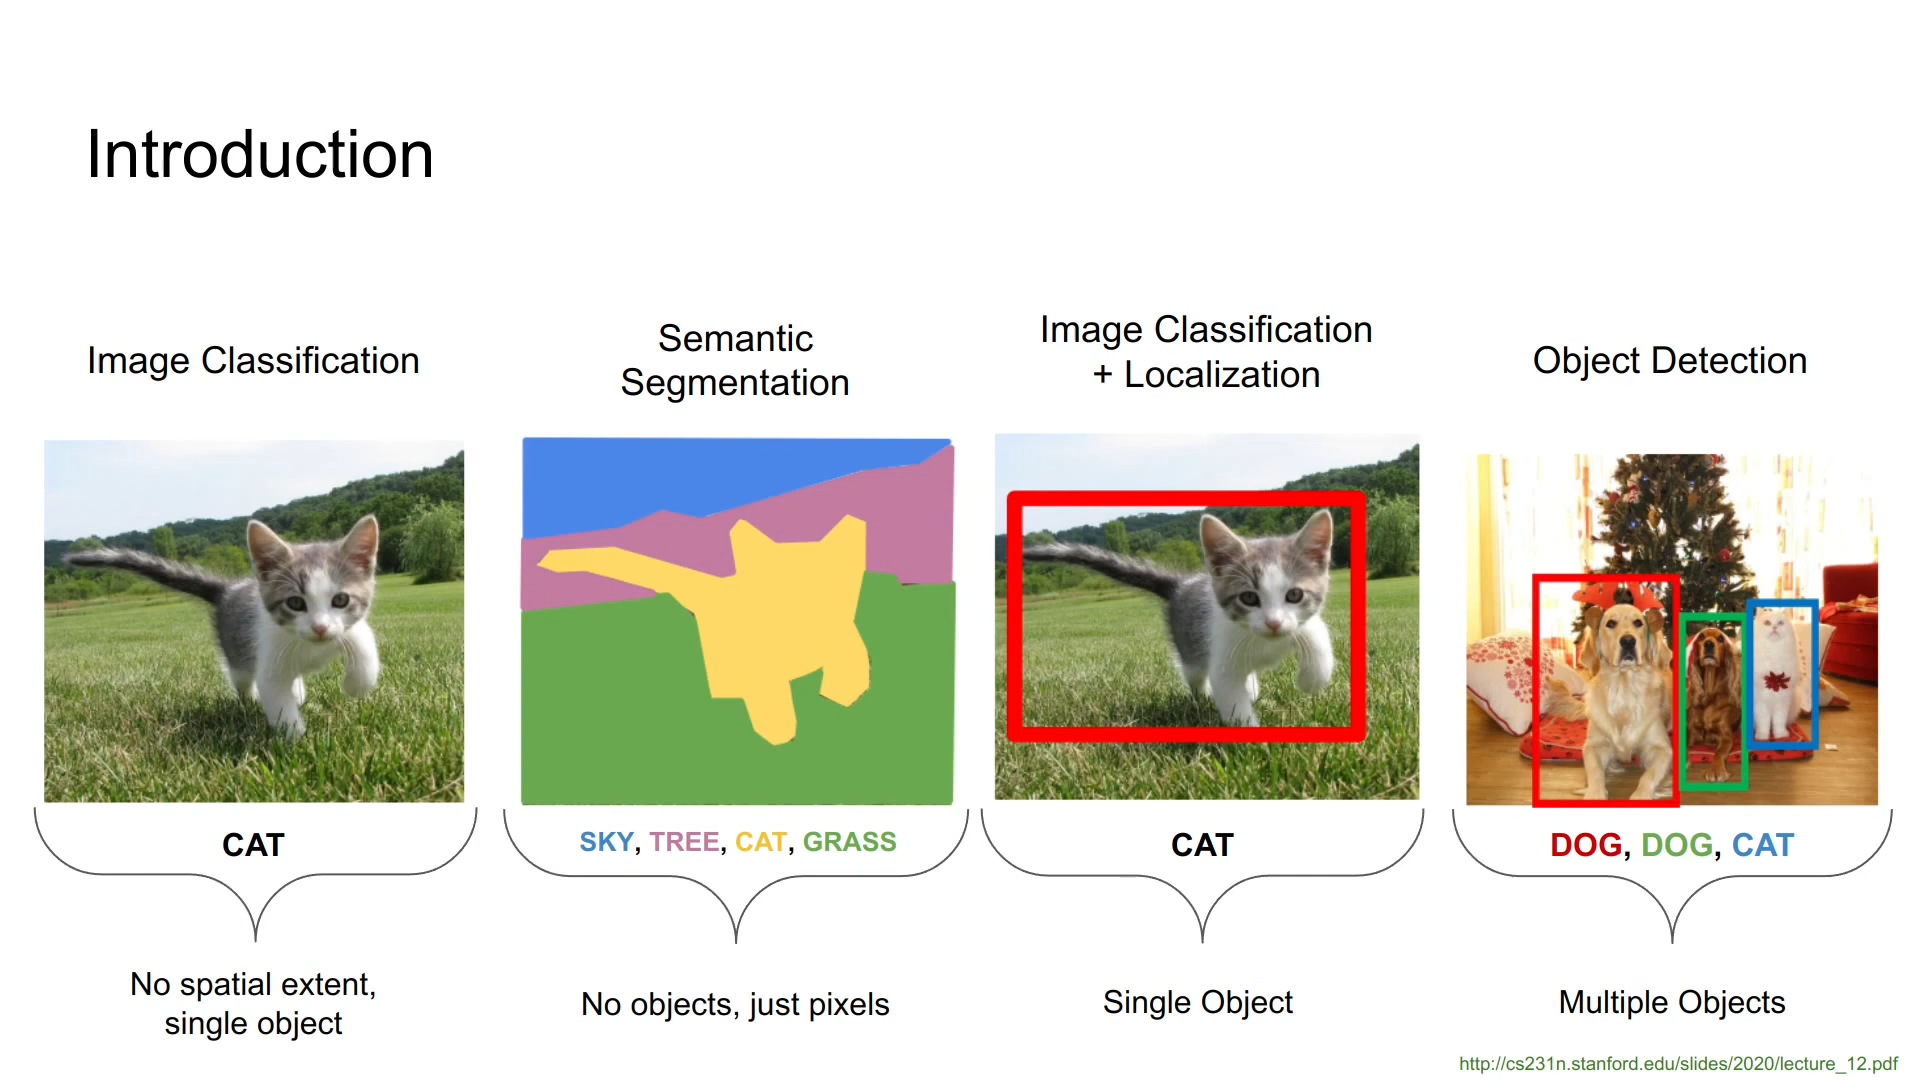 Introduction
Image Classification
Semantic
Segmentation
Image Classification
+ Localization
Object Detection
CAT
SKY, TREE, CAT, GRASS
CAT
DOG, DOG, CAT
No spatial extent,
single object
No objects, just pixels
Single Object
Multiple Objects
http://cs231n.stanford.edu/slides/2020/lecture_12.pdf